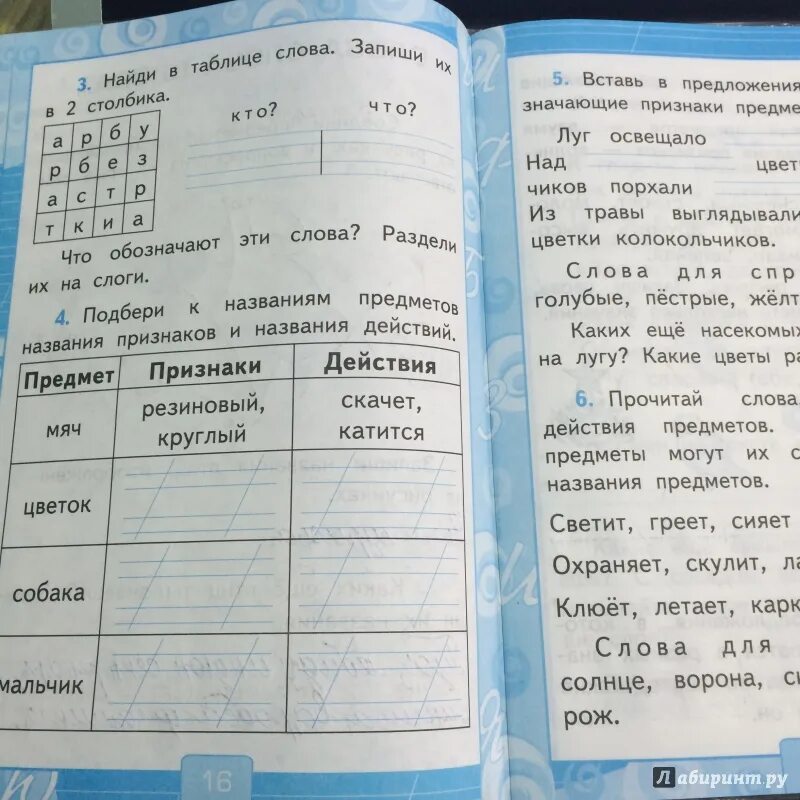 3. Найди в таблице слова. Запиши их
в 2 столбика.
кто? что?
а р б у
р б е з
а с т р
т к и а
Что обозначают эти слова? Раздели
их на слоги.
4. Подбери к названиям предметов
названия признаков и названия действий.
Предмет Признаки Действия
мяч
резиновый,
круглый
скачет,
катится
цветок
собака
мальчик
16
5. Вставь в предложения
значающие признаки предме
Луг освещало
Над цвет
чиков порхали
Из травы выглядывали
цветки колокольчиков.
Слова для спр
голубые, пёстрые, жёлт
Каких ещё насекомых
на лугу? Какие цветы ра
6. Прочитай слова,
действия предметов.
предметы могут их с
названия предметов.
Светит, греет, сияет
Охраняет, скулит, ла
Клюёт, летает, карк
Слова для
солнце, ворона, с
рож.
Лабиринт.ру